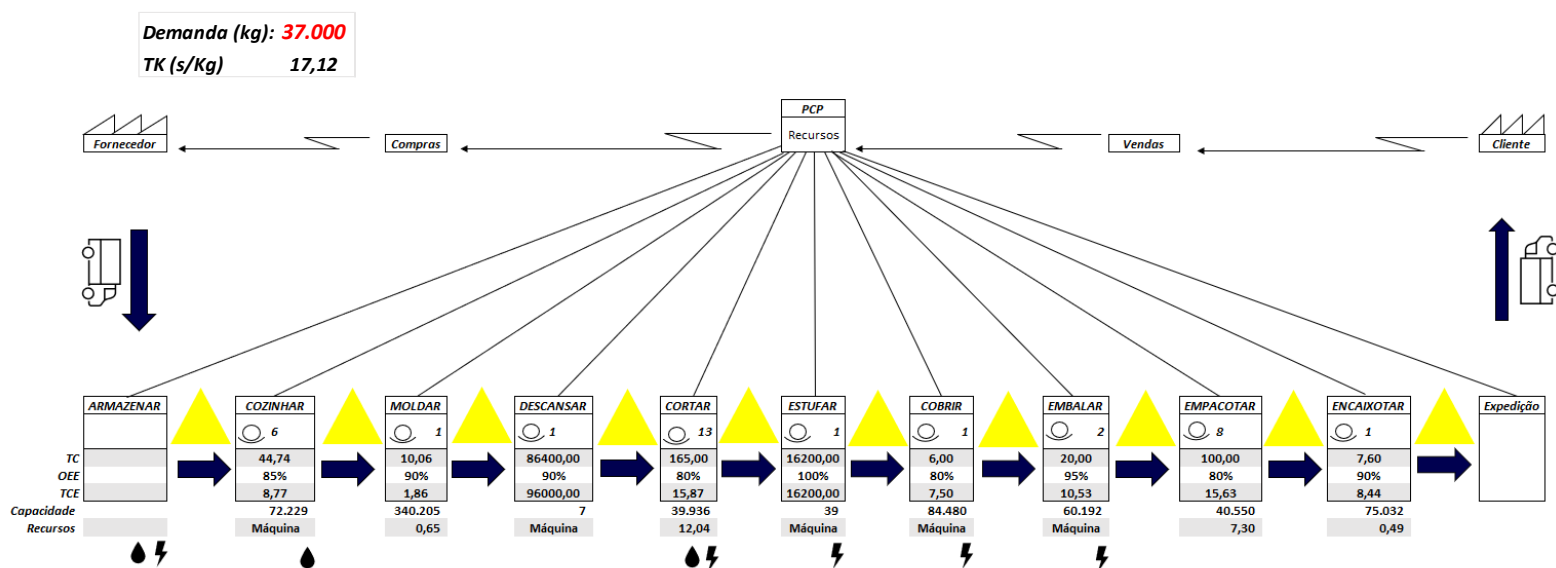 Demanda (kg): 37.000
TK (s/Kg) 17,12
PCP
Recursos
Fornecedor Compras Vendas Cliente
ARMAZENAR COZINHAR MOLDAR DESCANSAR CORTAR ESTUFAR COBRIR EMBALAR EMPACOTAR ENCAIXOTAR Expedição
6 1 1 13 1 1 2 8 1
TC 44,74 10,06 86400,00 165,00 16200,00 6,00 20,00 100,00 7,60
OEE 85% 90% 90% 80% 100% 80% 95% 80% 90%
TCE 8,77 1,86 96000,00 15,87 16200,00 7,50 10,53 15,63 8,44
Capacidade 72.229 340.205 7 39.936 39 84.480 60.192 40.550 75.032
Recursos Máquina 0,65 Máquina 12,04 Máquina Máquina Máquina 7,30 0,49